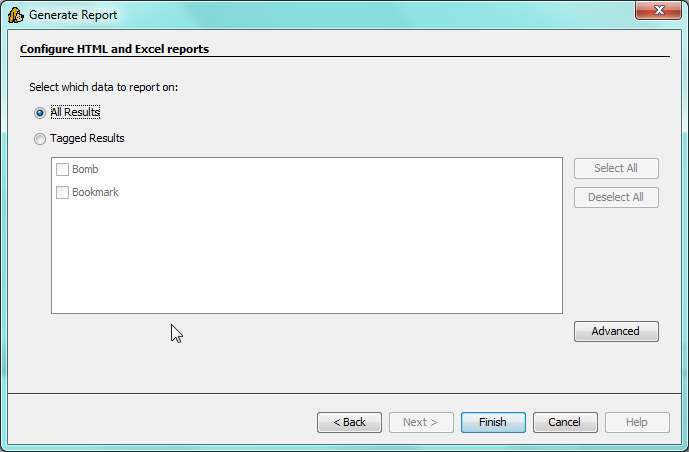 Generate Report
Configure HTML and Excel reports
Select which data to report on:
All Results
Tagged Results
Bomb
Bookmark
Select All
Deselect All
Advanced
< Back
Next >
Finish
Cancel
Help